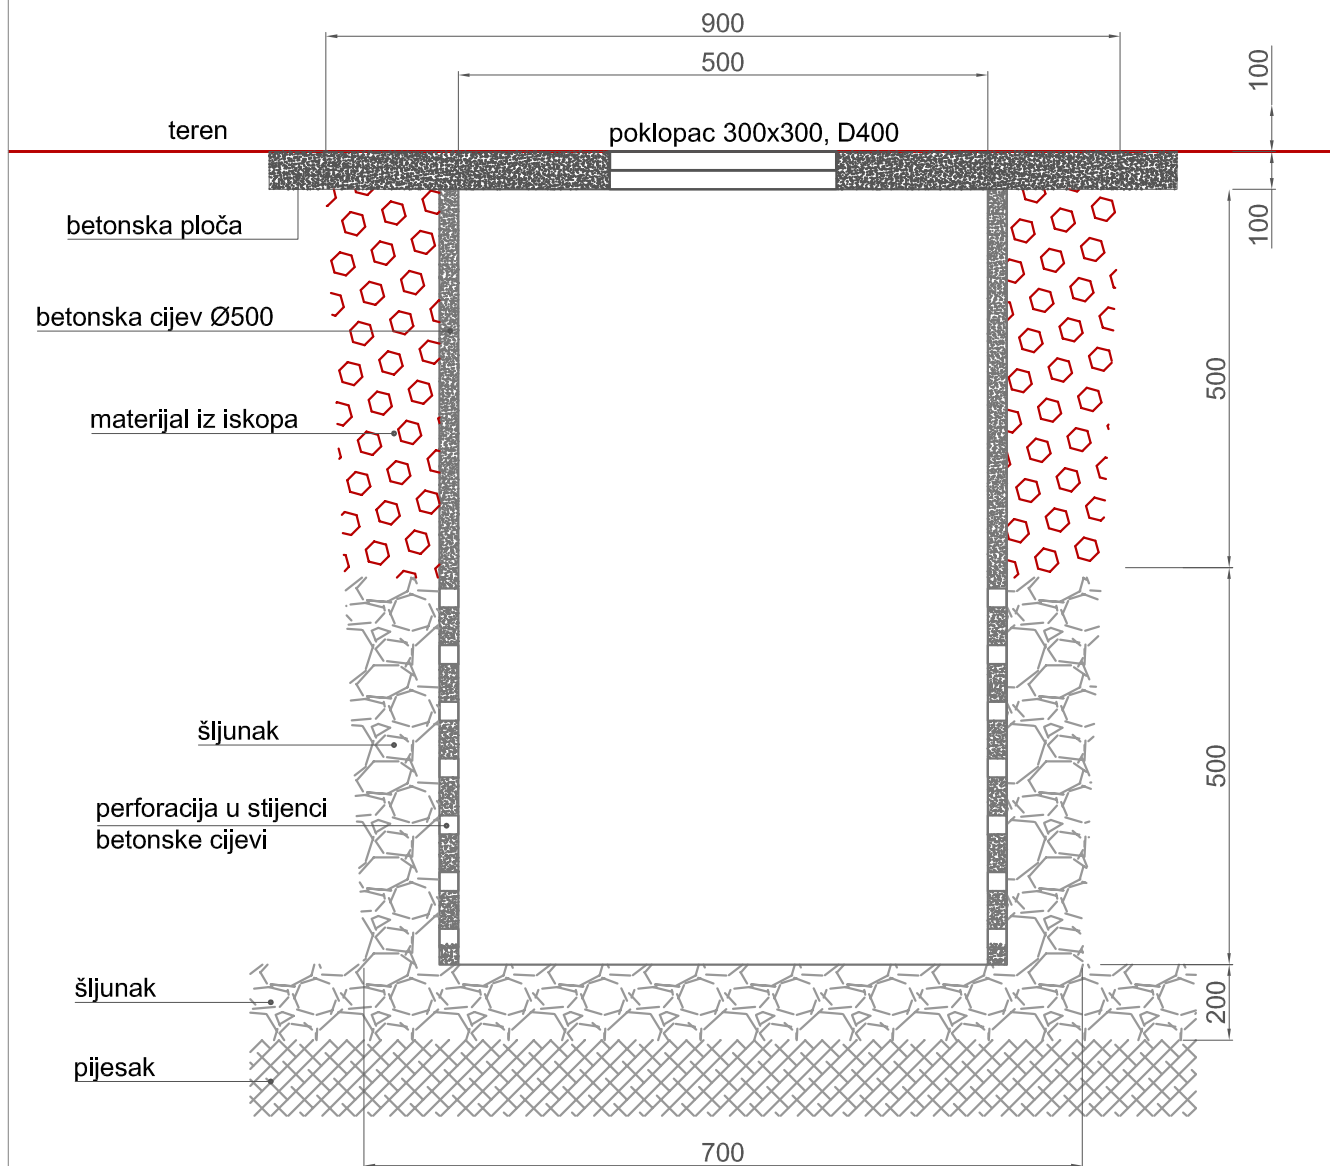 900
500
100
teren
poklopac 300x300, D400
betonska ploča
100
betonska cijev Ø500
500
materijal iz iskopa
šljunak
500
perforacija u stijenci
betonske cijevi
šljunak
200
pijesak
700